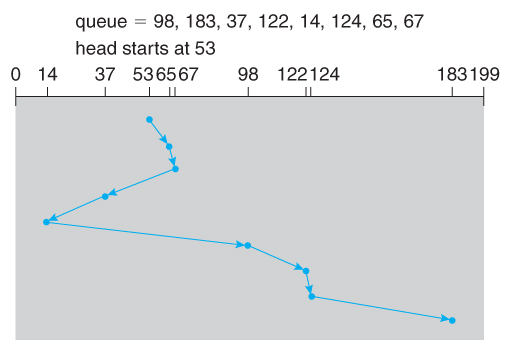 queue = 98, 183, 37, 122, 14, 124, 65, 67
head starts at 53
0 14 37 53 65 67 98 122 124 183 199